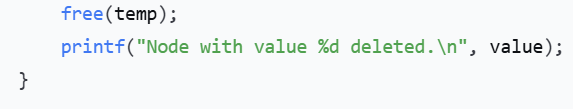 free(temp);
printf("Node with value %d deleted.\n", value);
}